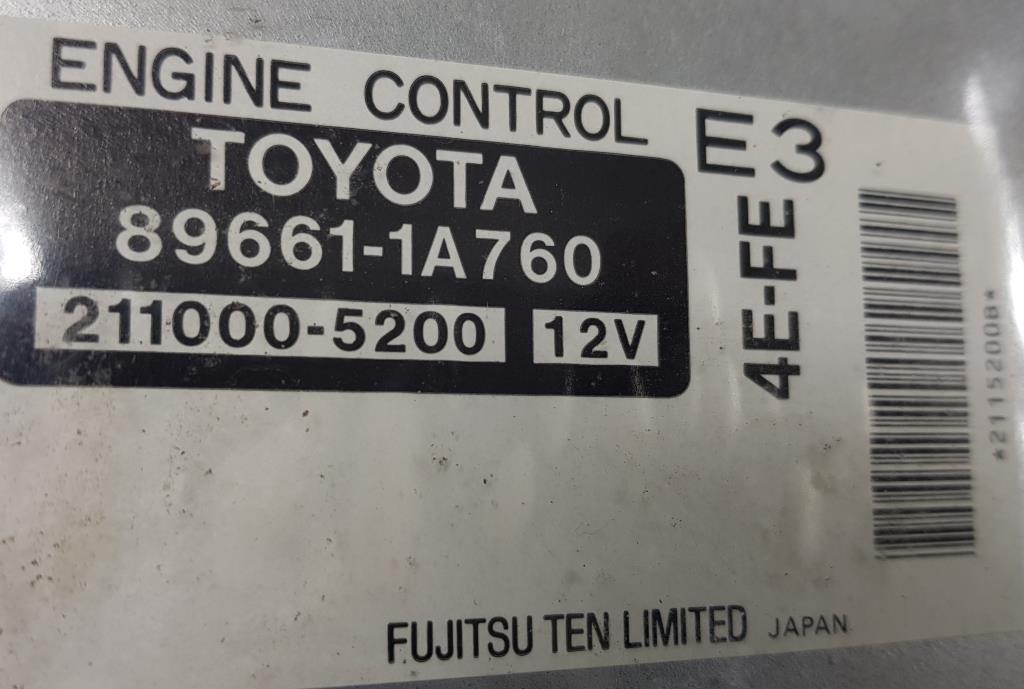 ENGINE CONTROL
E3
TOYOTA
89661-1A760
211000-5200 12V
4E-FE
*21152008*
FUJITSU TEN LIMITED JAPAN